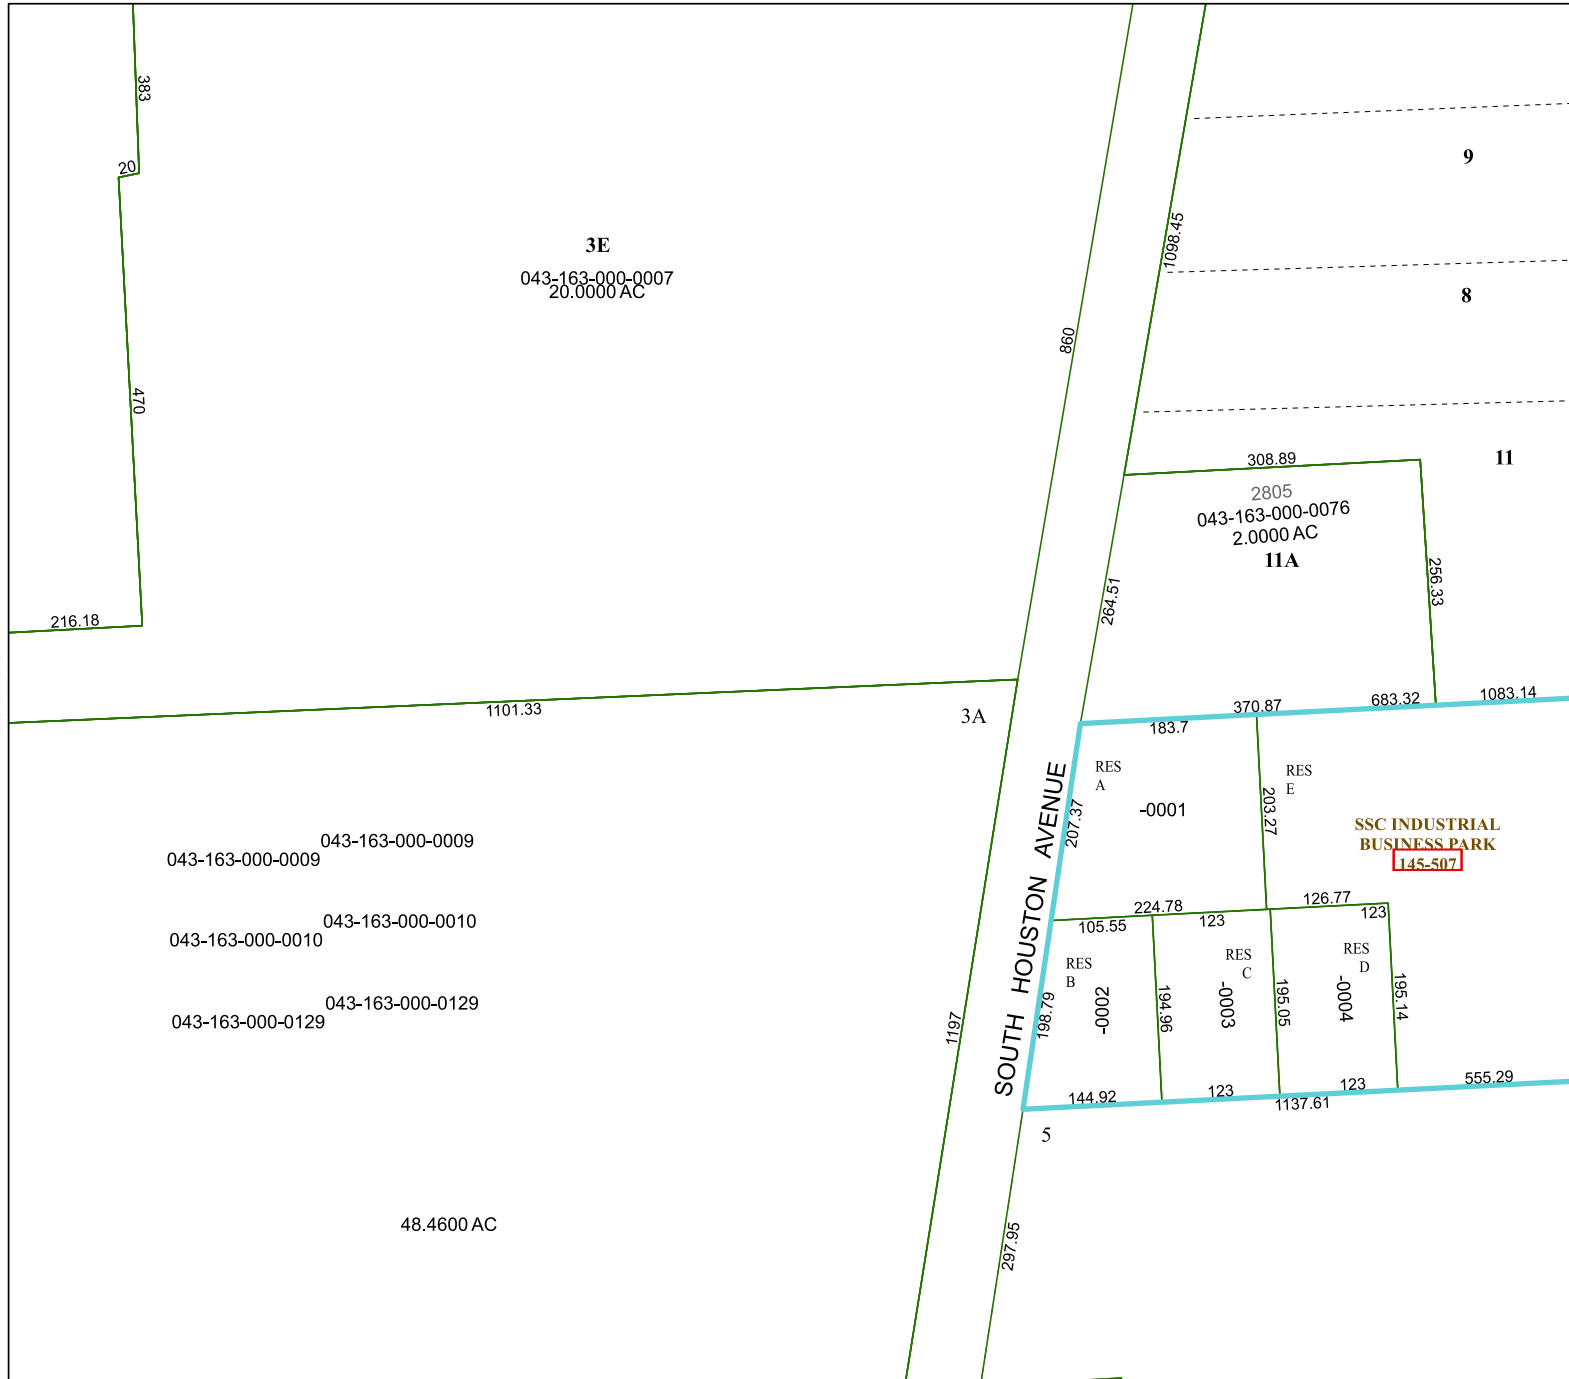 383
20
9
1098.45
3E
043-163-000-0007
20.0000 AC
8
860
470
308.89
11
2805
043-163-000-0076
2.0000 AC
11A
256.33
264.51
216.18
1101.33
3A
370.87
683.32
1083.14
183.7
RES
A
-0001
207.37
203.27
RES
E
SSC INDUSTRIAL
BUSINESS PARK
145-507
043-163-000-0009
043-163-000-0009
043-163-000-0010
043-163-000-0010
043-163-000-0129
043-163-000-0129
SOUTH HOUSTON AVENUE
224.78
126.77
105.55
123
123
RES
B
-0002
198.79
194.96
RES
C
-0003
195.05
RES
D
-0004
195.14
1197
144.92
123
123
555.29
1137.61
5
48.4600 AC
297.95